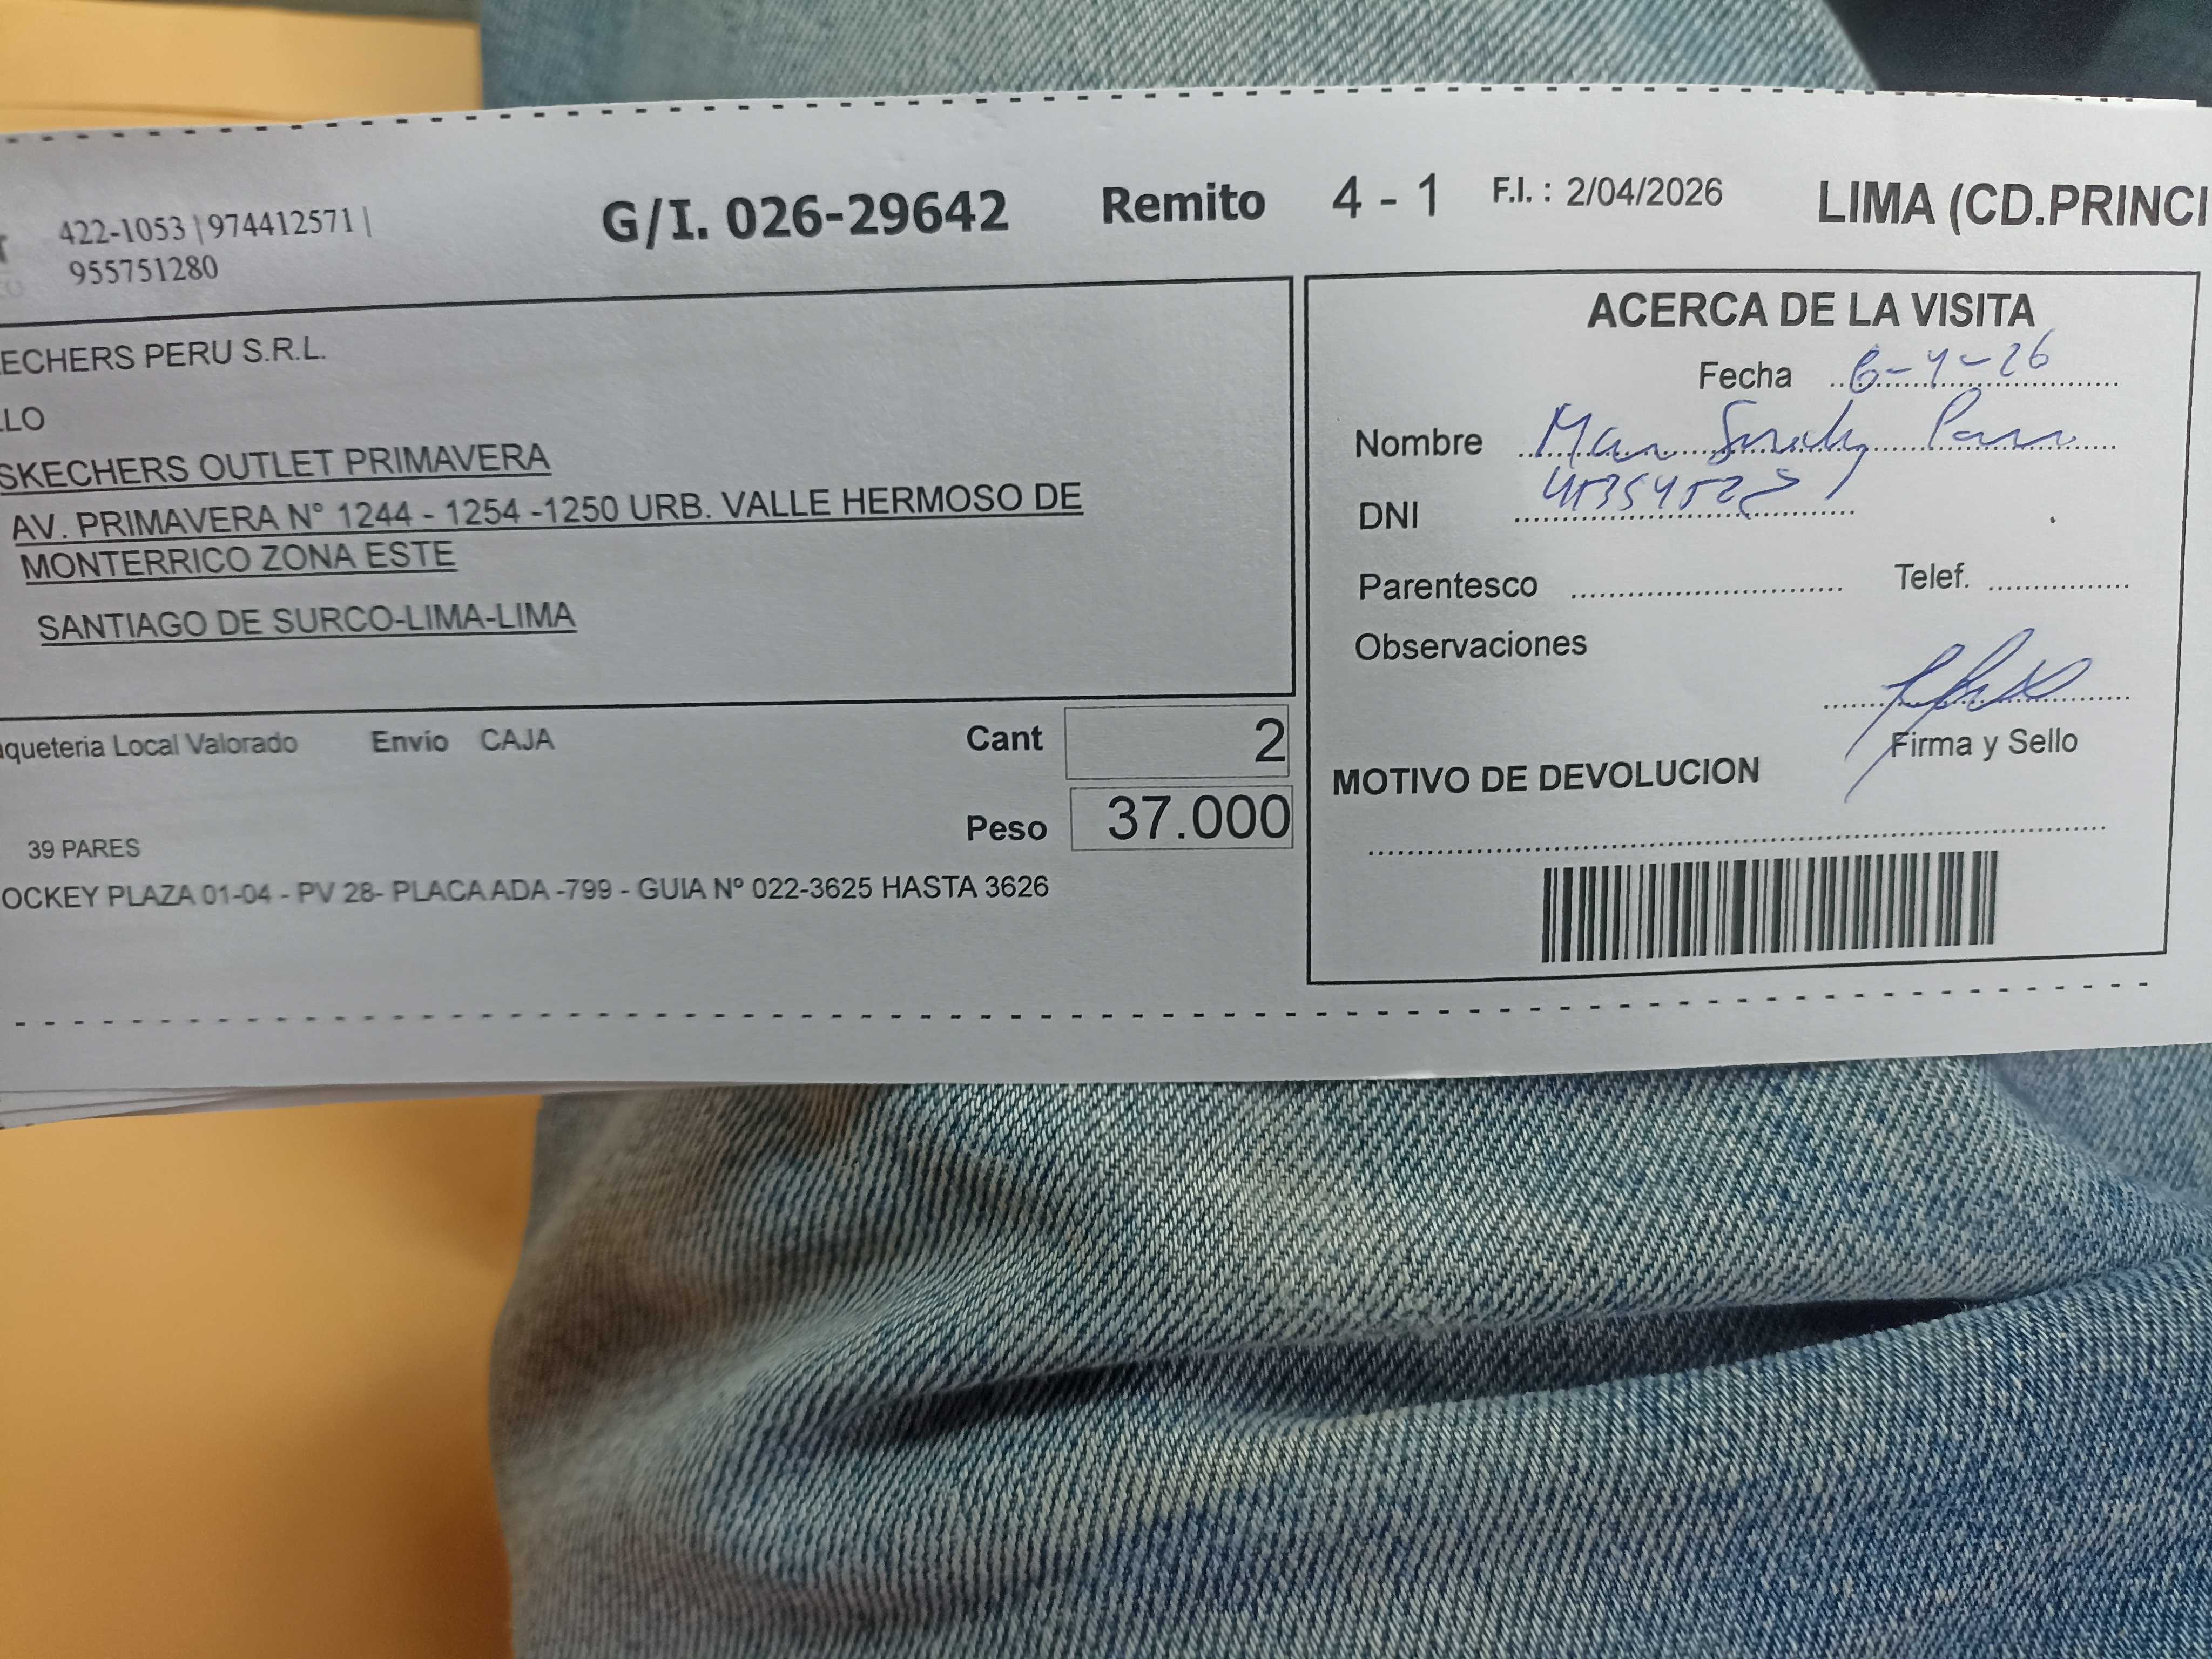 422-1053 | 974412571 |
955751280
G/I. 026-29642 Remito 4 - 1 F.I. : 2/04/2026 LIMA (CD.PRINCI
ECHERS PERU S.R.L.
LO
SKECHERS OUTLET PRIMAVERA
AV. PRIMAVERA N° 1244 - 1254 -1250 URB. VALLE HERMOSO DE
MONTERRICO ZONA ESTE
SANTIAGO DE SURCO-LIMA-LIMA
queteria Local Valorado Envío CAJA
Cant 2
Peso 37.000
39 PARES
OCKEY PLAZA 01-04 - PV 28- PLACA ADA -799 - GUIA Nº 022-3625 HASTA 3626
ACERCA DE LA VISITA
Fecha 6-4-26
Nombre
DNI
Parentesco Telef.
Observaciones
Firma y Sello
MOTIVO DE DEVOLUCION